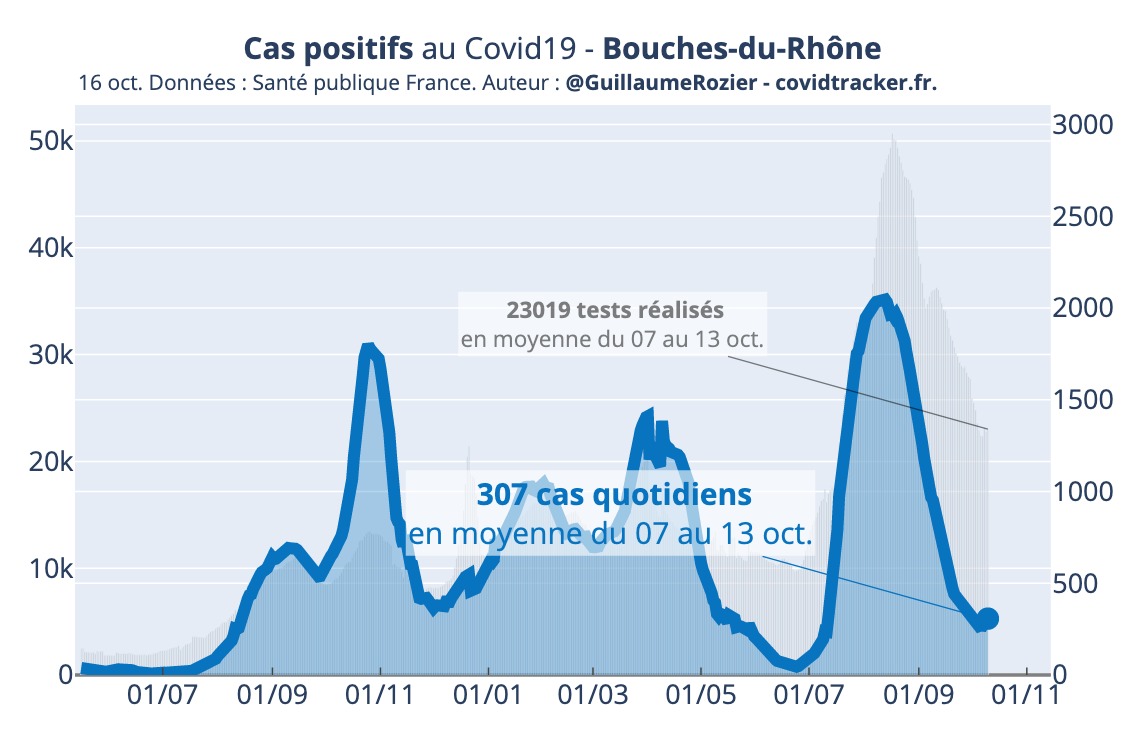 Cas positifs au Covid19 - Bouches-du-Rhône
16 oct. Données : Santé publique France. Auteur : @GuillaumeRozier - covidtracker.fr.
50k
40k
30k
20k
10k
0
3000
2500
2000
1500
1000
500
0
23019 tests réalisés
en moyenne du 07 au 13 oct.
307 cas quotidiens
en moyenne du 07 au 13 oct.
01/07 01/09 01/11 01/01 01/03 01/05 01/07 01/09 01/11